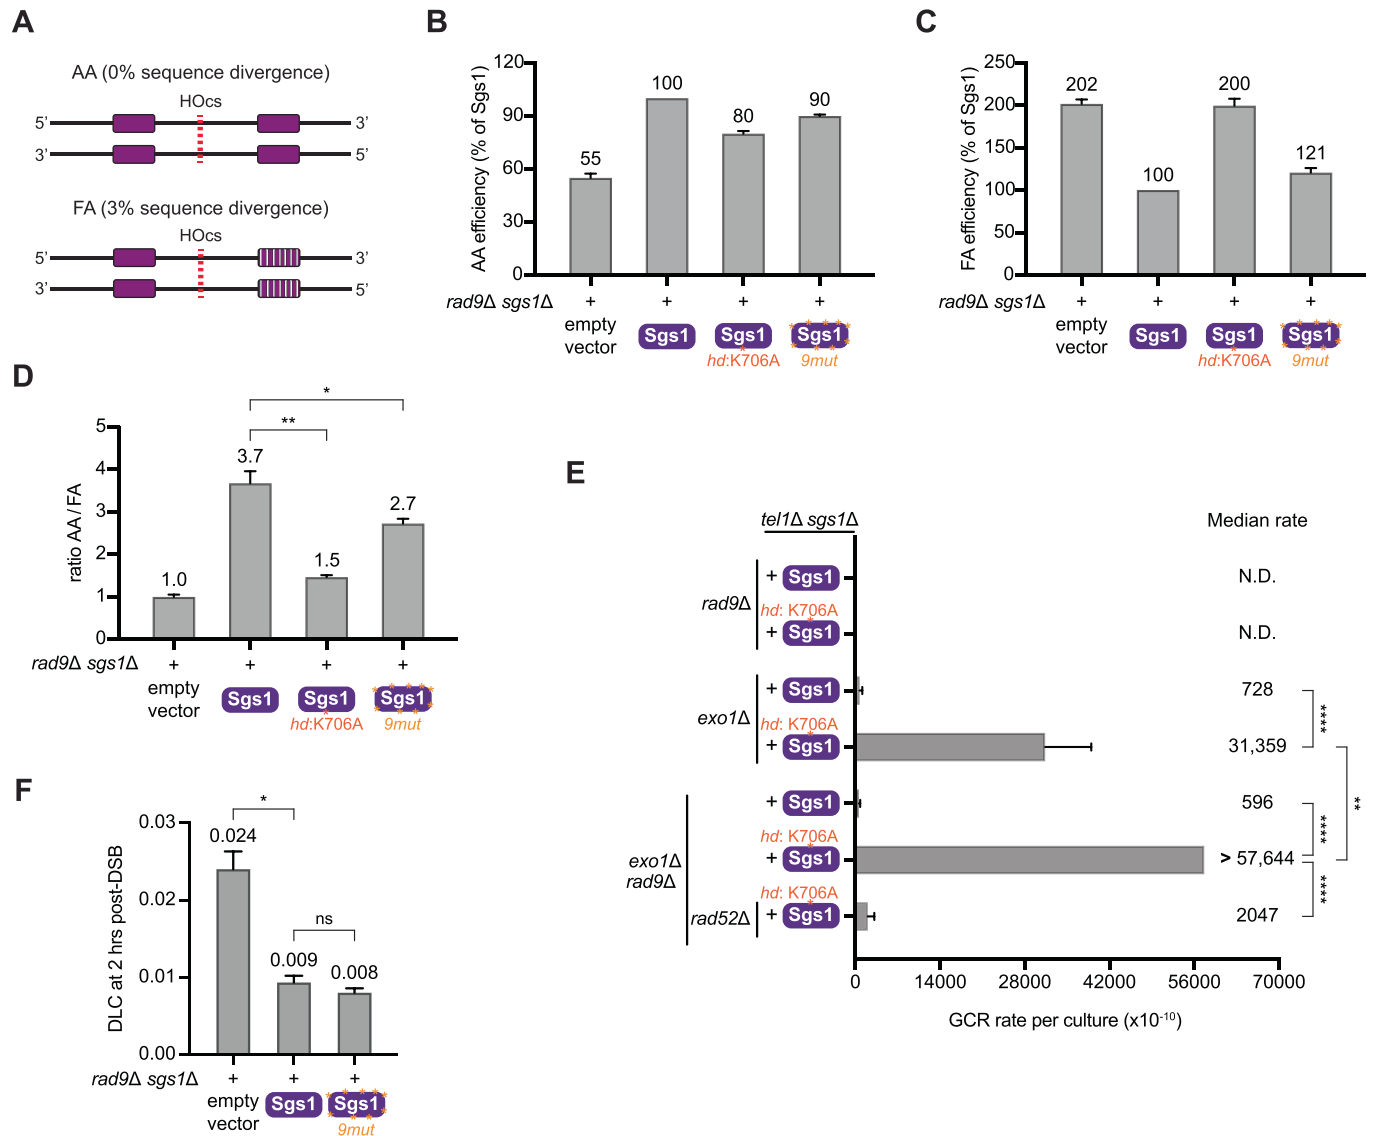 A
AA (0% sequence divergence)
HOcs
5’ 3’
3’ 5’
FA (3% sequence divergence)
HOcs
5’ 3’
3’ 5’
B
AA efficiency (% of Sgs1)
120
90
60
30
0
55
100
80
90
rad9Δ sgs1Δ + + + +
empty
vector
Sgs1
Sgs1
hd:K706A
Sgs1
9mut
C
FA efficiency (% of Sgs1)
250
200
150
100
50
0
202
100
200
121
rad9Δ sgs1Δ + + + +
empty
vector
Sgs1
Sgs1
hd:K706A
Sgs1
9mut
D
ratio AA / FA
5
4
3
2
1
0
*
**
1.0
3.7
1.5
2.7
rad9Δ sgs1Δ + + + +
empty
vector
Sgs1
Sgs1
hd:K706A
Sgs1
9mut
E
tel1Δ sgs1Δ
Median rate
rad9Δ
+ Sgs1 N.D.
hd: K706A
+ Sgs1 N.D.
exo1Δ
+ Sgs1 728
hd: K706A
+ Sgs1 31,359
****
**
exo1Δ
rad9Δ
+ Sgs1 596
hd: K706A
+ Sgs1 > 57,644
****
hd: K706A
rad52Δ + Sgs1 2047
****
0 14000 28000 42000 56000 70000
GCR rate per culture (x10-10)
F
DLC at 2 hrs post-DSB
0.03
0.02
0.01
0.00
*
ns
0.024
0.009
0.008
rad9Δ sgs1Δ + + +
empty
vector
Sgs1
Sgs1
9mut